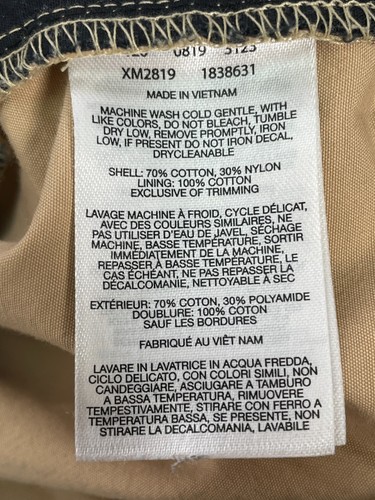 0819 3123
XM2819 1838631
MADE IN VIETNAM
MACHINE WASH COLD GENTLE, WITH
LIKE COLORS, DO NOT BLEACH, TUMBLE
DRY LOW, REMOVE PROMPTLY, IRON
LOW, IF PRESENT DO NOT IRON DECAL,
DRYCLEANABLE
SHELL: 70% COTTON, 30% NYLON
LINING: 100% COTTON
EXCLUSIVE OF TRIMMING
LAVAGE MACHINE À FROID, CYCLE DÉLICAT,
AVEC DES COULEURS SIMILAIRES, NE
PAS UTILISER D'EAU DE JAVEL, SÉCHAGE
MACHINE, BASSE TEMPÉRATURE, SORTIR
IMMÉDIATEMENT DE LA MACHINE,
REPASSER À BASSE TEMPÉRATURE, LE
CAS ÉCHÉANT, NE PAS REPASSER LA
DÉCALCOMANIE, NETTOYABLE À SEC
EXTÉRIEUR: 70% COTON, 30% POLYAMIDE
DOUBLURE: 100% COTON
SAUF LES BORDURES
FABRIQUÉ AU VIÊT NAM
LAVARE IN LAVATRICE IN ACQUA FREDDA,
CICLO DELICATO, CON COLORI SIMILI, NON
CANDEGGIARE, ASCIUGARE A TAMBURO
A BASSA TEMPERATURA, RIMUOVERE
TEMPESTIVAMENTE, STIRARE CON FERRO A
TEMPERATURA BASSA, SE PRESENTE, NON
STIRARE LA DECALCOMANIA, LAVABILE